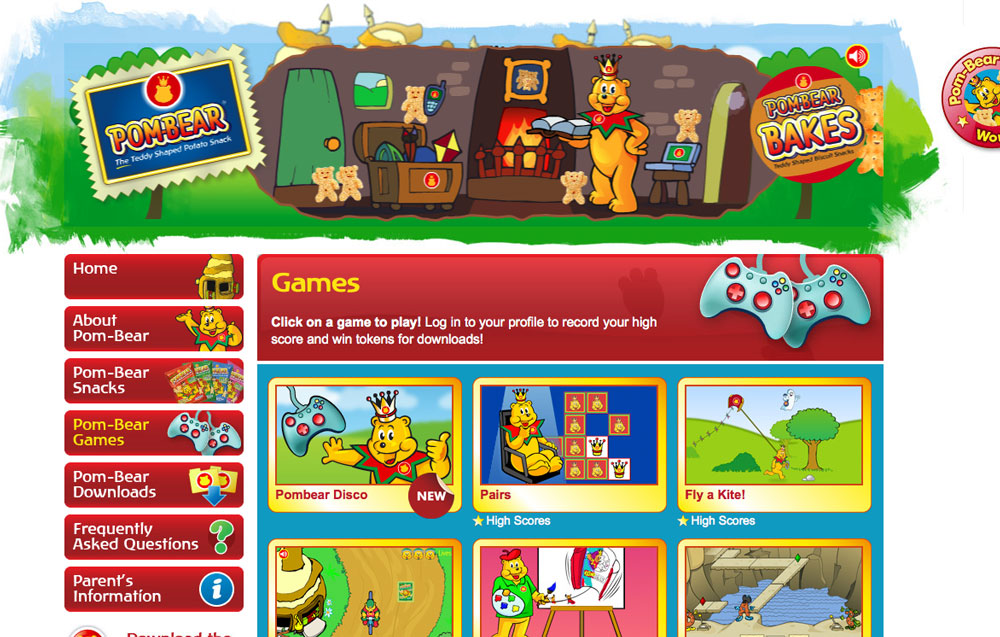 POM-BEAR
The Teddy Shaped Potato Snack
POM-BEAR
BAKES
Teddy Shaped Biscuit Snacks
Pom-Bear
Wo
Home
About
Pom-Bear
Pom-Bear
Snacks
Pom-Bear
Games
Pom-Bear
Downloads
Frequently
Asked Questions
Parent's
Information
Download the
Games
Click on a game to play! Log in to your profile to record your high
score and win tokens for downloads!
Pombear Disco
NEW
Pairs
High Scores
Fly a Kite!
High Scores
Lives